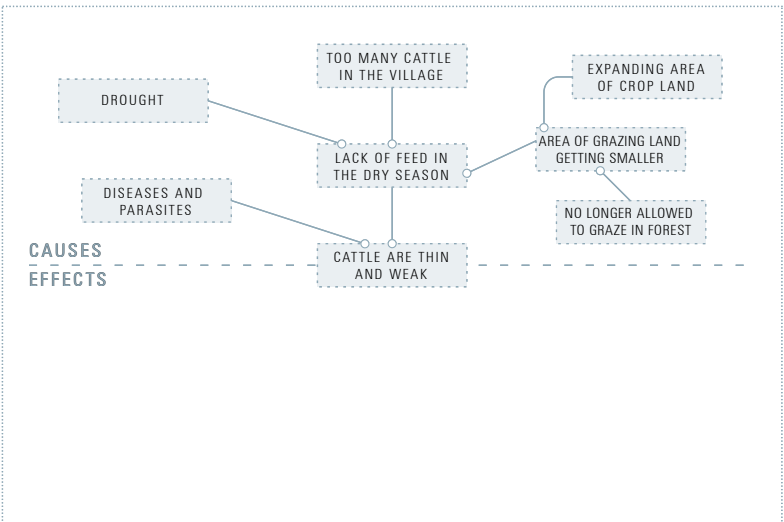 TOO MANY CATTLE
IN THE VILLAGE
EXPANDING AREA
OF CROP LAND
DROUGHT
AREA OF GRAZING LAND
GETTING SMALLER
LACK OF FEED IN
THE DRY SEASON
DISEASES AND
PARASITES
NO LONGER ALLOWED
TO GRAZE IN FOREST
CAUSES
CATTLE ARE THIN
AND WEAK
EFFECTS